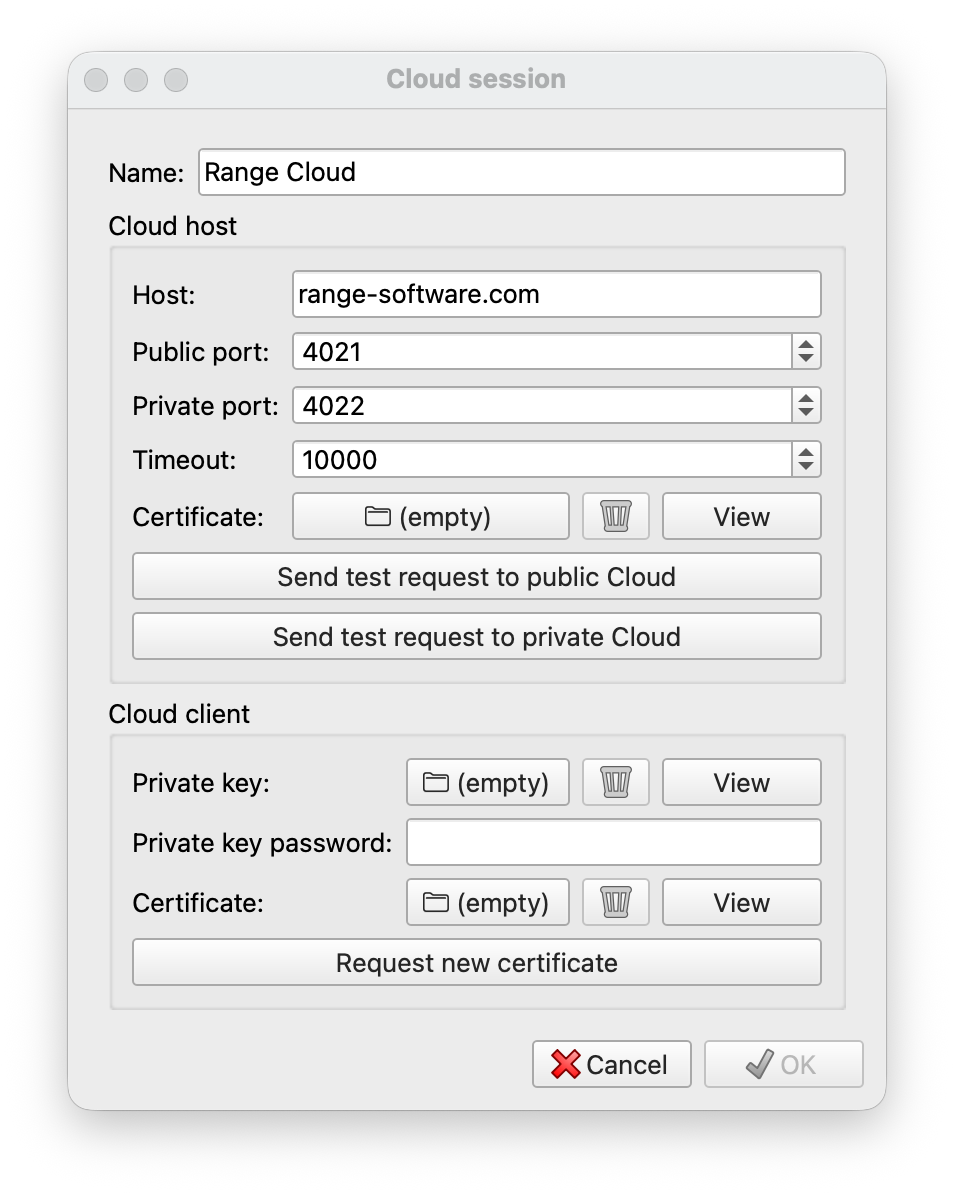 Cloud session
Name: Range Cloud
Cloud host
Host: range-software.com
Public port: 4021
Private port: 4022
Timeout: 10000
Certificate: (empty) View
Send test request to public Cloud
Send test request to private Cloud
Cloud client
Private key: (empty) View
Private key password:
Certificate: (empty) View
Request new certificate
Cancel OK